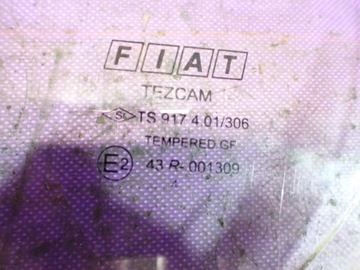 FIAT
TEZCAM
TS 917 4.01/306
TEMPERED GF
E2 43 R-001309